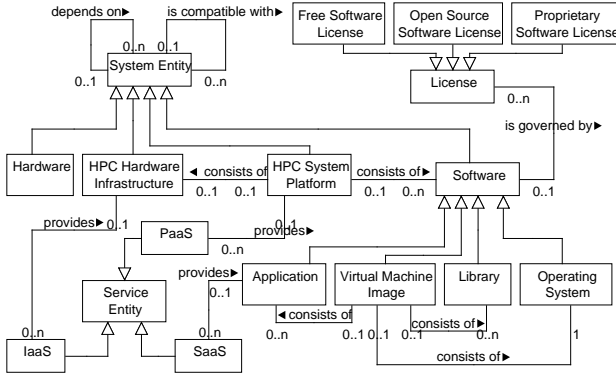 depends on▶
is compatible with▶
Free Software
License
Open Source
Software License
Proprietary
Software License
0..n
0..1
System Entity
0..1
0..n
License
0..n
is governed by▶
Hardware
HPC Hardware
Infrastructure
◀ consists of
0..1
0..1
HPC System
Platform
consists of▶
0..1
0..n
Software
0..1
provides▶
0..1
PaaS
0..n
provides▶
0..1
Service
Entity
provides▶
0..1
Application
Virtual Machine
Image
Library
Operating
System
◀ consists of
0..n
0..1
0..1
0..1
consists of▶
0..n
1
consists of▶
0..n
IaaS
0..n
SaaS